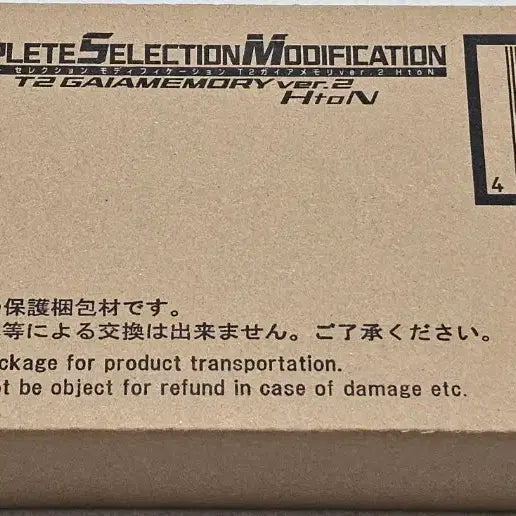 PLETE SELECTION MODIFICATION
セレクション モディフィケーション T2ガイアメモリver.2 HtoN
T2 GAIAMEMORY ver.2
HtoN
4
保護梱包材です。
等による交換は出来ません。ご了承ください。
ckage for product transportation.
t be object for refund in case of damage etc.